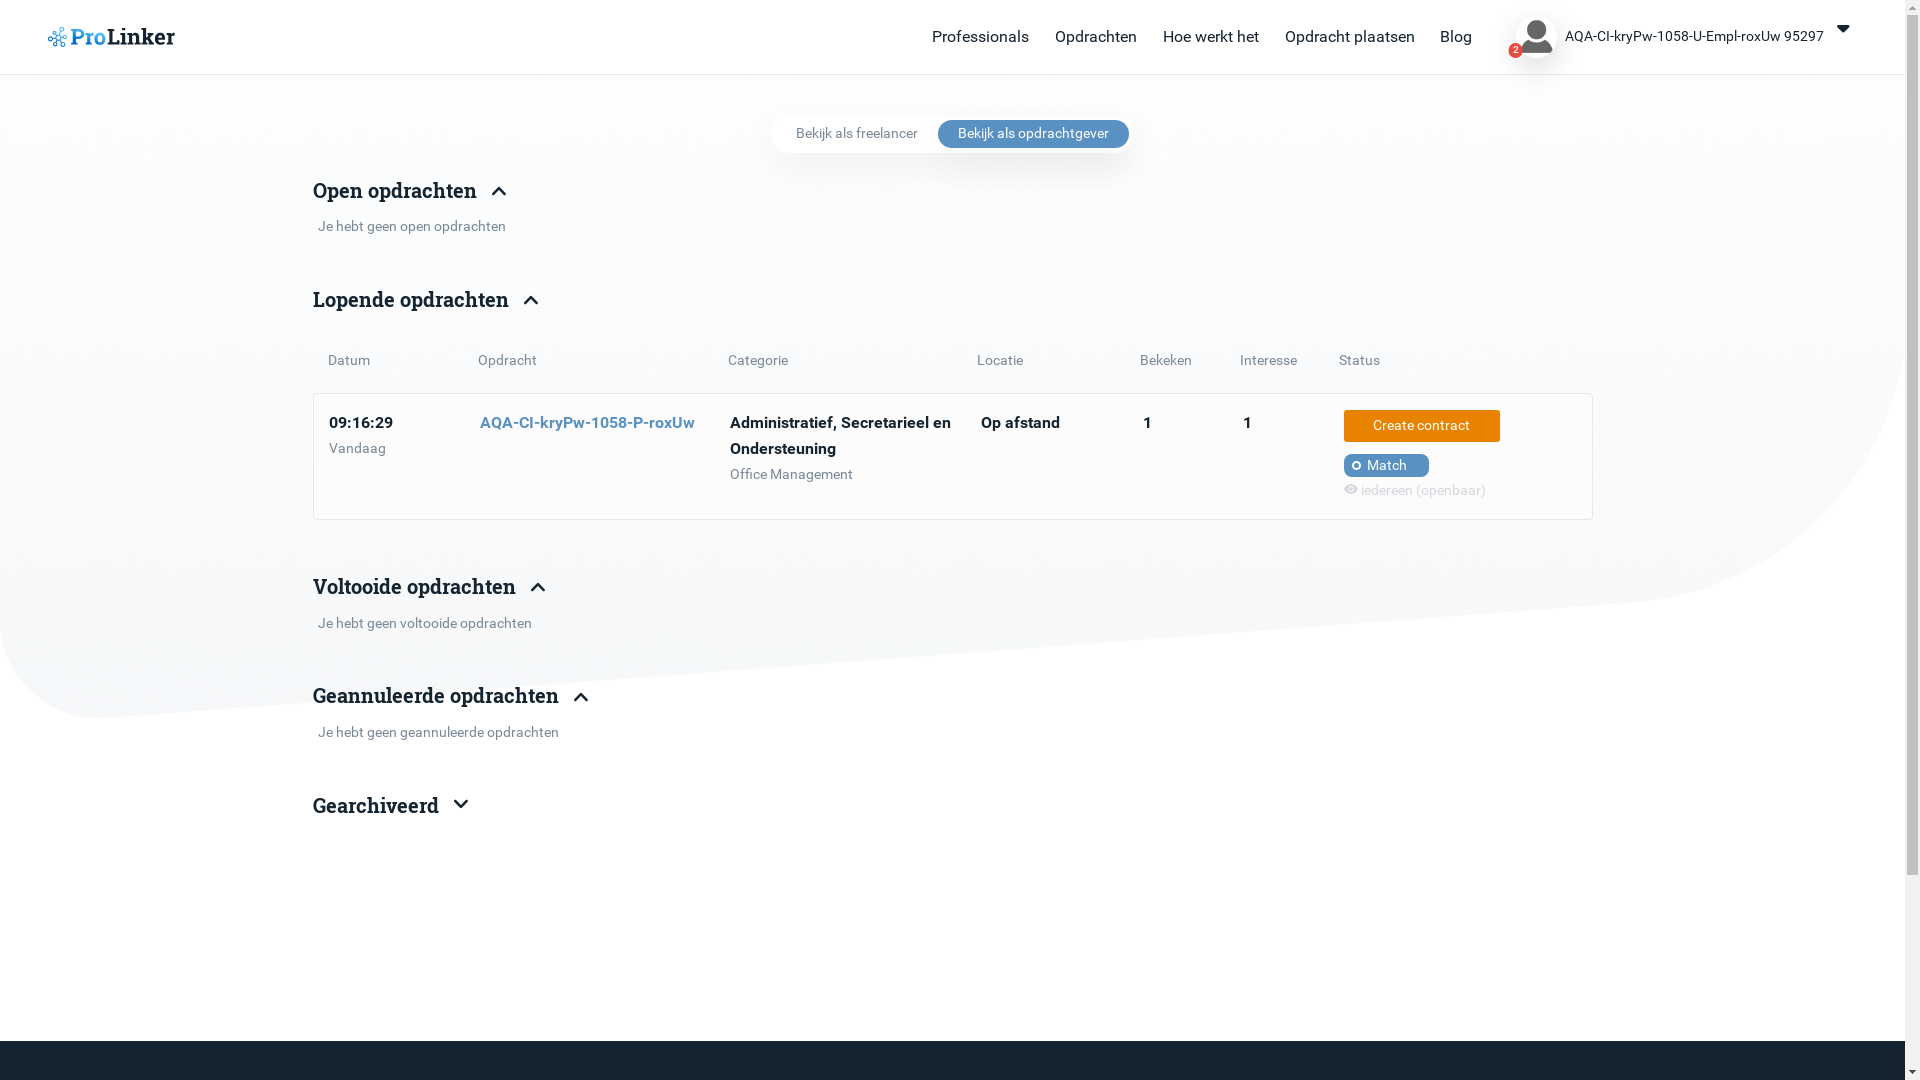 ProLinker
Professionals
Opdrachten
Hoe werkt het
Opdracht plaatsen
Blog
2
AQA-CI-kryPw-1058-U-Empl-roxUw 95297
Bekijk als freelancer
Bekijk als opdrachtgever
Open opdrachten
Je hebt geen open opdrachten
Lopende opdrachten
Datum
Opdracht
Categorie
Locatie
Bekeken
Interesse
Status
09:16:29
Vandaag
AQA-CI-kryPw-1058-P-roxUw
Administratief, Secretarieel en
Ondersteuning
Office Management
Op afstand
1
1
Create contract
Match
iedereen (openbaar)
Voltooide opdrachten
Je hebt geen voltooide opdrachten
Geannuleerde opdrachten
Je hebt geen geannuleerde opdrachten
Gearchiveerd